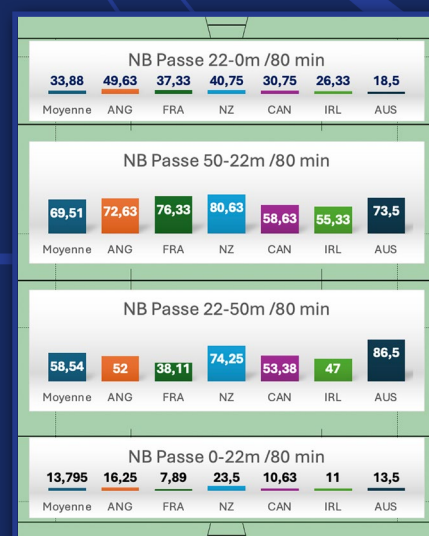 NB Passe 22-0m /80 min
33,88 49,63 37,33 40,75 30,75 26,33 18,5
Moyenne ANG FRA NZ CAN IRL AUS
NB Passe 50-22m /80 min
69,51 72,63 76,33 80,63 58,63 55,33 73,5
Moyenne ANG FRA NZ CAN IRL AUS
NB Passe 22-50m /80 min
58,54 52 38,11 74,25 53,38 47 86,5
Moyenne ANG FRA NZ CAN IRL AUS
NB Passe 0-22m /80 min
13,795 16,25 7,89 23,5 10,63 11 13,5
Moyenne ANG FRA NZ CAN IRL AUS